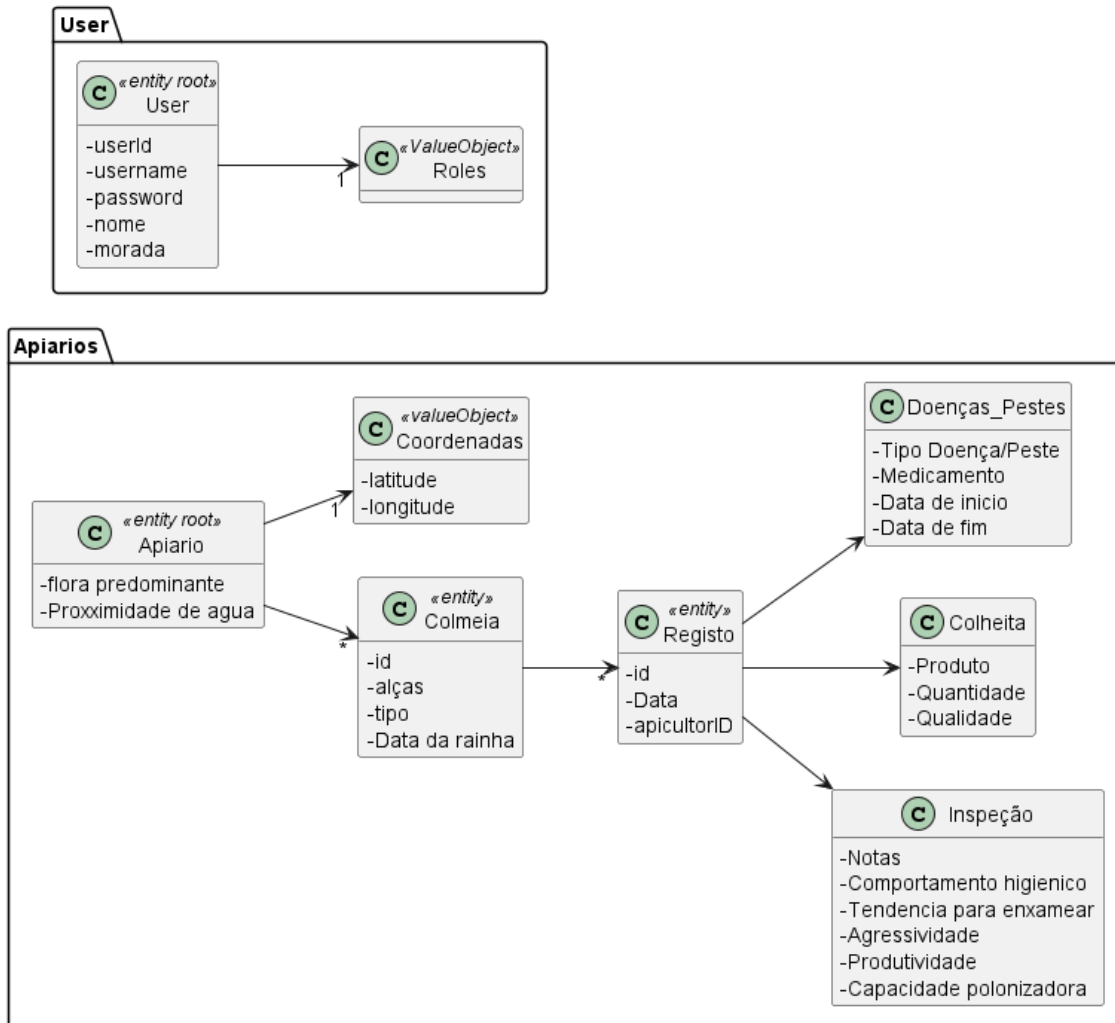 User
C «entity root»
User
-userId
-username
-password
-nome
-morada
1
C «ValueObject»
Roles
Apiarios
C «entity root»
Apiario
-flora predominante
-Proxximidade de agua
1
*
C «valueObject»
Coordenadas
-latitude
-longitude
C «entity»
Colmeia
-id
-alças
-tipo
-Data da rainha
*
C «entity»
Registo
-id
-Data
-apicultorID
C Doenças_Pestes
-Tipo Doença/Peste
-Medicamento
-Data de inicio
-Data de fim
C Colheita
-Produto
-Quantidade
-Qualidade
C Inspeção
-Notas
-Comportamento higienico
-Tendencia para enxamear
-Agressividade
-Produtividade
-Capacidade polonizadora